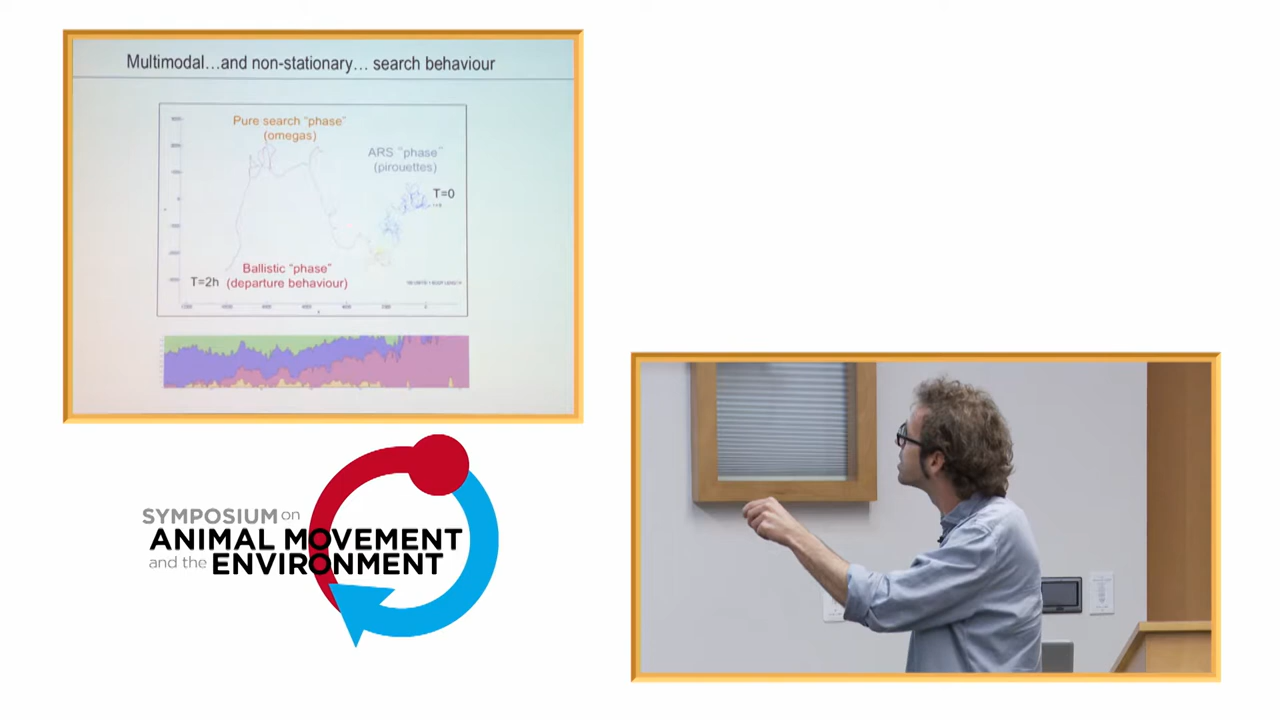 Multimodal…and non-stationary… search behaviour
Pure search "phase"
(omegas)
ARS "phase"
(pirouettes)
T=0
Ballistic "phase"
T=2h
(departure behaviour)
SYMPOSIUM on
ANIMAL MOVEMENT
and the ENVIRONMENT